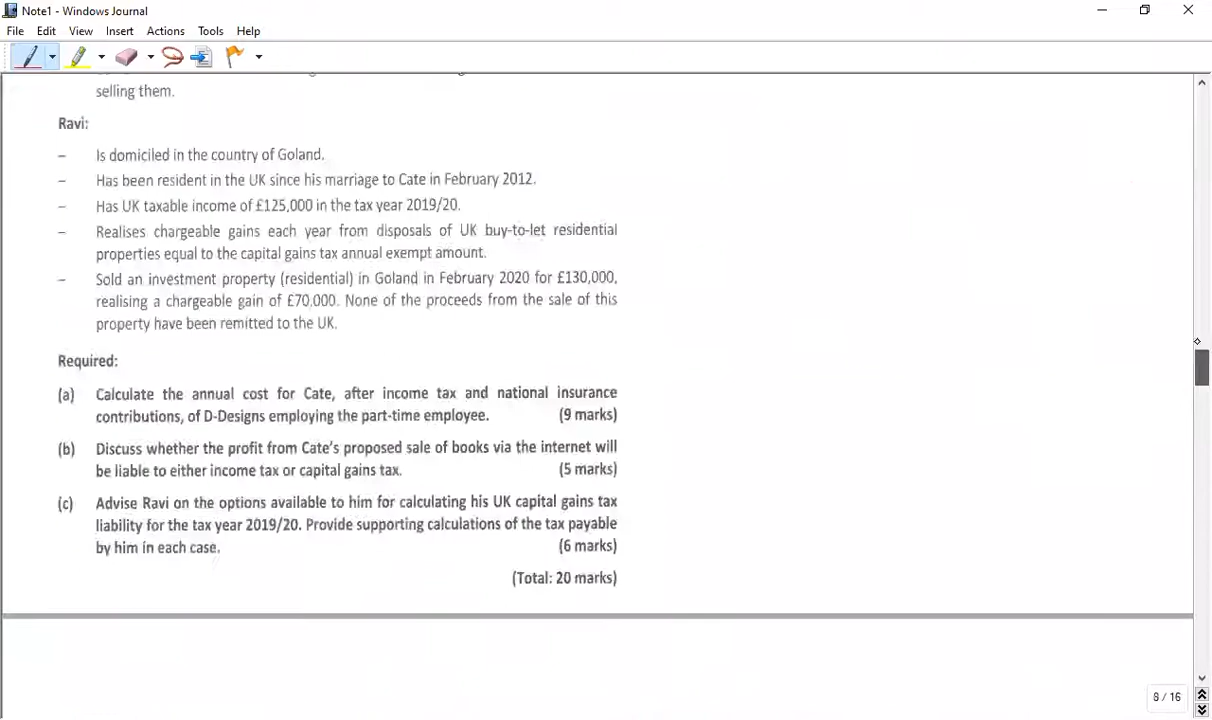 Note1 - Windows Journal
File Edit View Insert Actions Tools Help
selling them.
Ravi:
– Is domiciled in the country of Goland.
– Has been resident in the UK since his marriage to Cate in February 2012.
– Has UK taxable income of £125,000 in the tax year 2019/20.
– Realises chargeable gains each year from disposals of UK buy-to-let residential
properties equal to the capital gains tax annual exempt amount.
– Sold an investment property (residential) in Goland in February 2020 for £130,000,
realising a chargeable gain of £70,000. None of the proceeds from the sale of this
property have been remitted to the UK.
Required:
(a) Calculate the annual cost for Cate, after income tax and national insurance
contributions, of D-Designs employing the part-time employee. (9 marks)
(b) Discuss whether the profit from Cate's proposed sale of books via the internet will
be liable to either income tax or capital gains tax. (5 marks)
(c) Advise Ravi on the options available to him for calculating his UK capital gains tax
liability for the tax year 2019/20. Provide supporting calculations of the tax payable
by him in each case. (6 marks)
(Total: 20 marks)
8 / 16